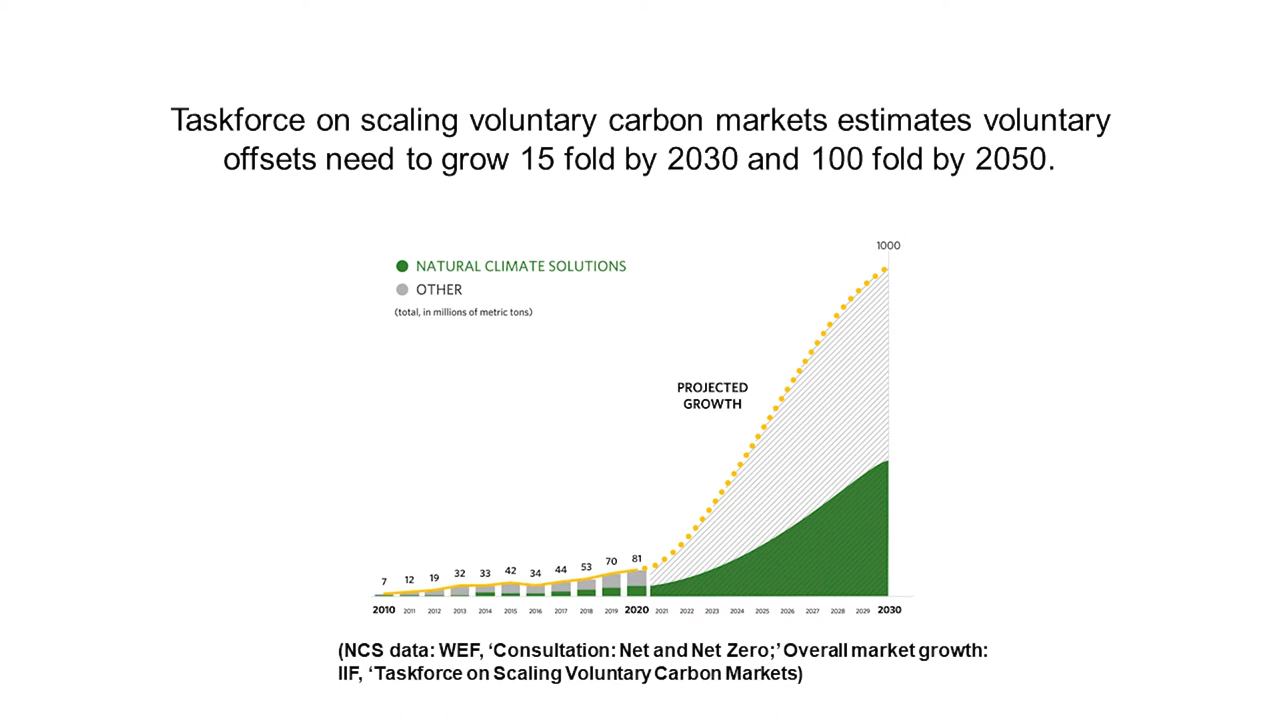 Taskforce on scaling voluntary carbon markets estimates voluntary
offsets need to grow 15 fold by 2030 and 100 fold by 2050.
1000
NATURAL CLIMATE SOLUTIONS
OTHER
(total, in millions of metric tons)
PROJECTED
GROWTH
7 12 19 32 33 42 34 44 53 70 81
2010 2011 2012 2013 2014 2015 2016 2017 2018 2019 2020 2021 2022 2023 2024 2025 2026 2027 2028 2029 2030
(NCS data: WEF, ‘Consultation: Net and Net Zero;’ Overall market growth:
IIF, ‘Taskforce on Scaling Voluntary Carbon Markets)